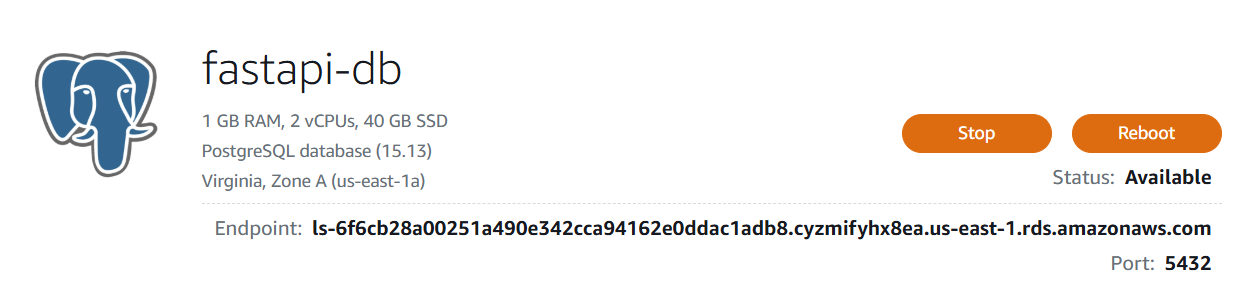 fastapi-db
1 GB RAM, 2 vCPUs, 40 GB SSD
PostgreSQL database (15.13)
Virginia, Zone A (us-east-1a)
Stop
Reboot
Status: Available
Endpoint: ls-6f6cb28a00251a490e342cca94162e0ddac1adb8.cyzmifyhx8ea.us-east-1.rds.amazonaws.com
Port: 5432